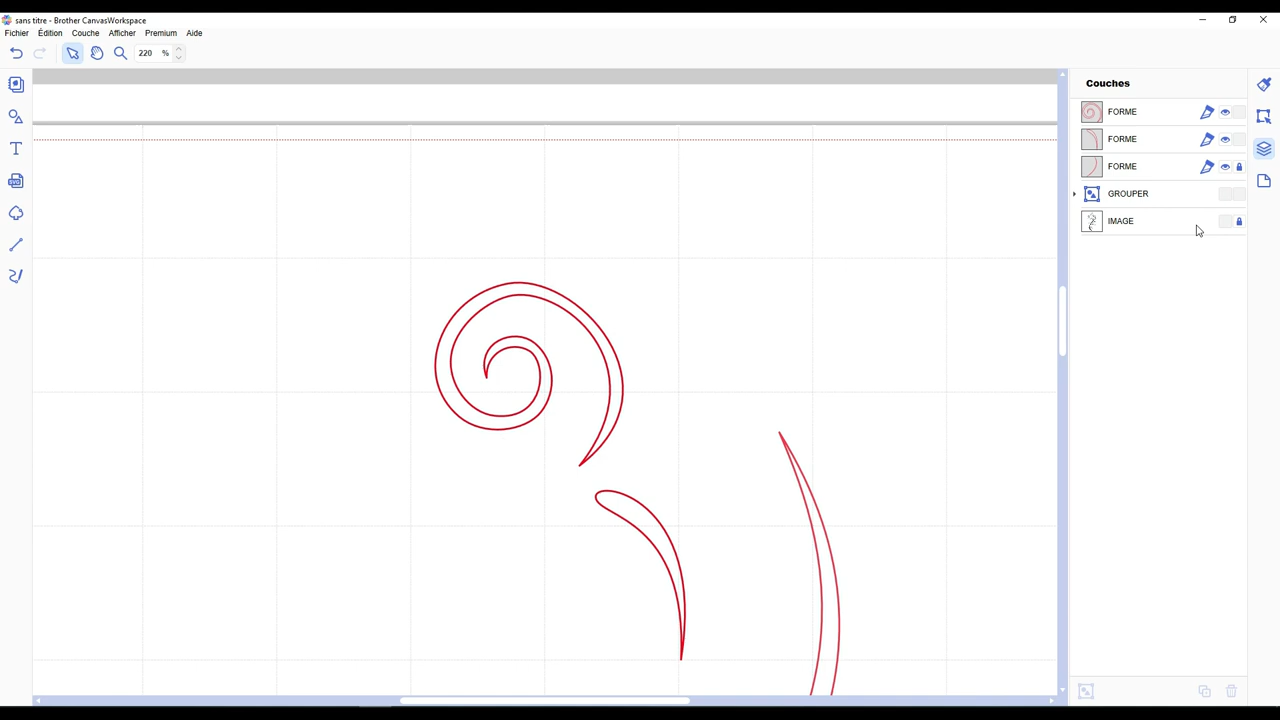 sans titre - Brother CanvasWorkspace
Fichier Édition Couche Afficher Premium Aide
220 %
Couches
FORME
FORME
FORME
GROUPER
IMAGE